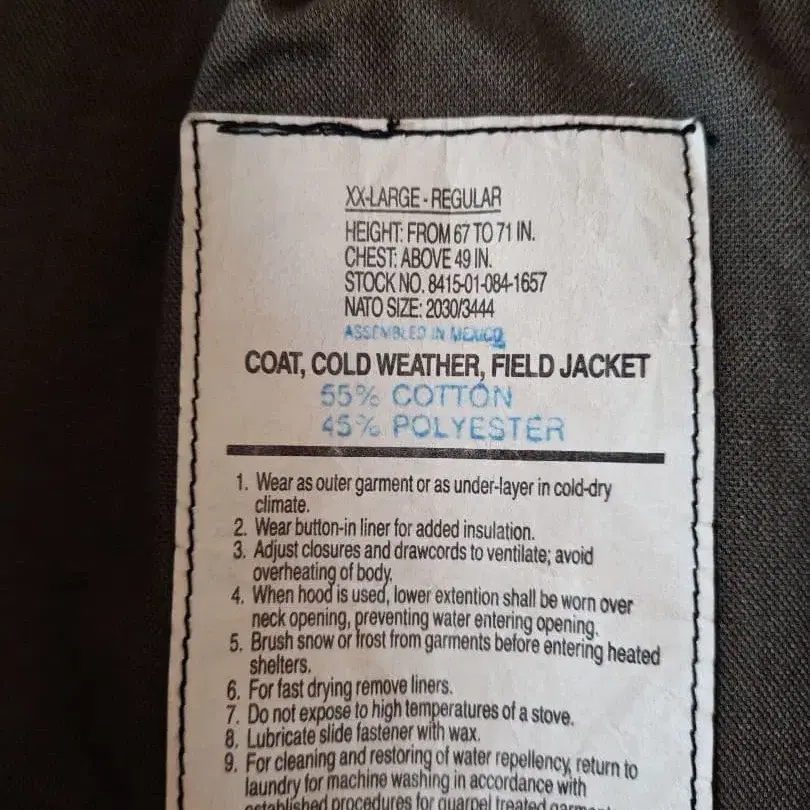 XX-LARGE - REGULAR
HEIGHT: FROM 67 TO 71 IN.
CHEST: ABOVE 49 IN.
STOCK NO. 8415-01-084-1657
NATO SIZE: 2030/3444
ASSEMBLED IN MEXICO
COAT, COLD WEATHER, FIELD JACKET
55% COTTON
45% POLYESTER
1. Wear as outer garment or as under-layer in cold-dry
climate.
2. Wear button-in liner for added insulation.
3. Adjust closures and drawcords to ventilate; avoid
overheating of body.
4. When hood is used, lower extention shall be worn over
neck opening, preventing water entering opening.
5. Brush snow or frost from garments before entering heated
shelters.
6. For fast drying remove liners.
7. Do not expose to high temperatures of a stove.
8. Lubricate slide fastener with wax.
9. For cleaning and restoring of water repellency, return to
laundry for machine washing in accordance with
established procedures for quarpel treated